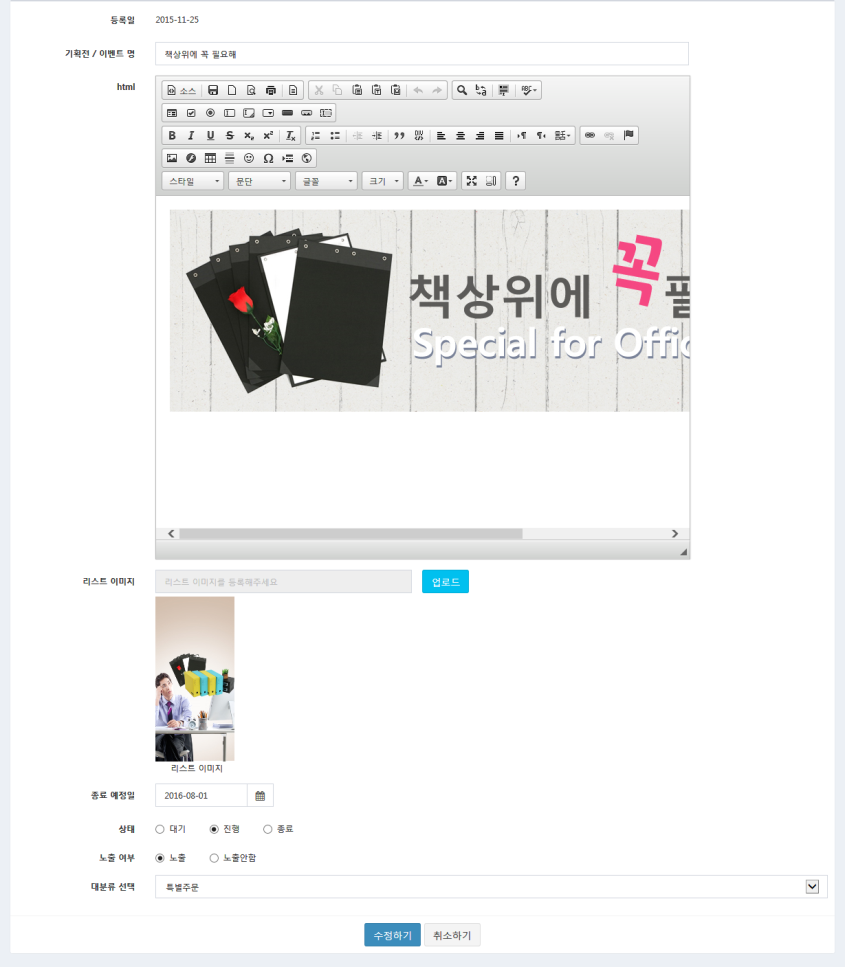 등록일 2015-11-25
기획전 / 이벤트 명 책상위에 꼭 필요해
html
소스
스타일 문단 글꼴 크기
책상위에 꼭 필
Special for Offic
리스트 이미지 리스트 이미지를 등록해주세요 업로드
리스트 이미지
종료 예정일 2016-08-01
상태 대기 진행 종료
노출 여부 노출 노출안함
대분류 선택 특별주문
수정하기 취소하기